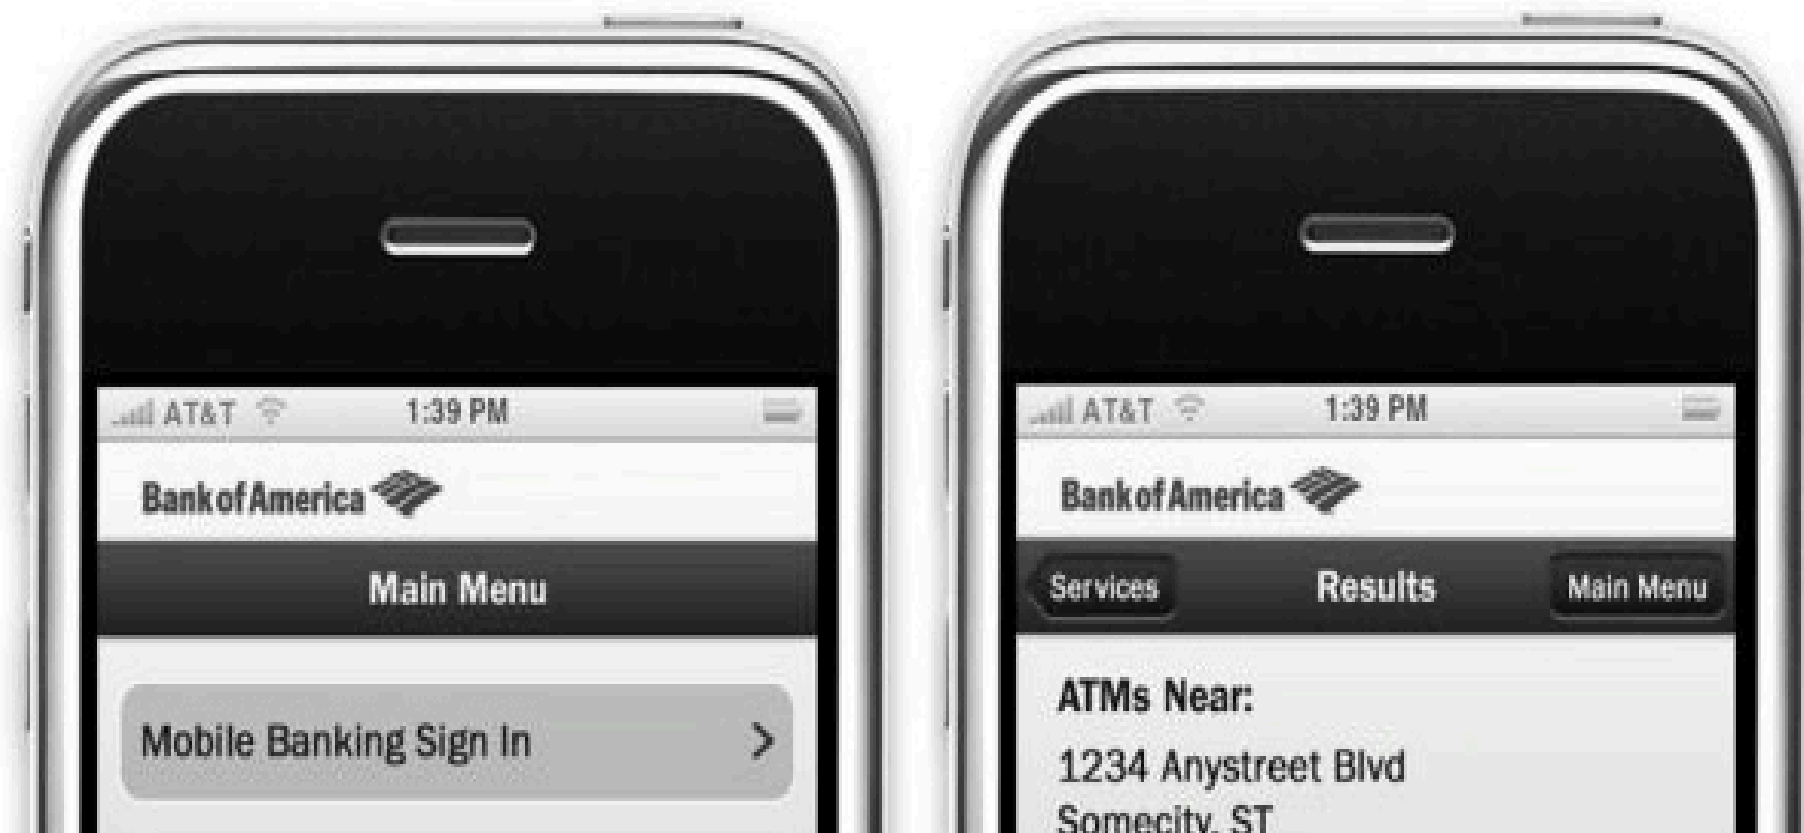 AT&T 1:39 PM
Bank of America
Main Menu
Mobile Banking Sign In
AT&T 1:39 PM
Bank of America
Services Results Main Menu
ATMs Near:
1234 Anystreet Blvd
Somecity, ST